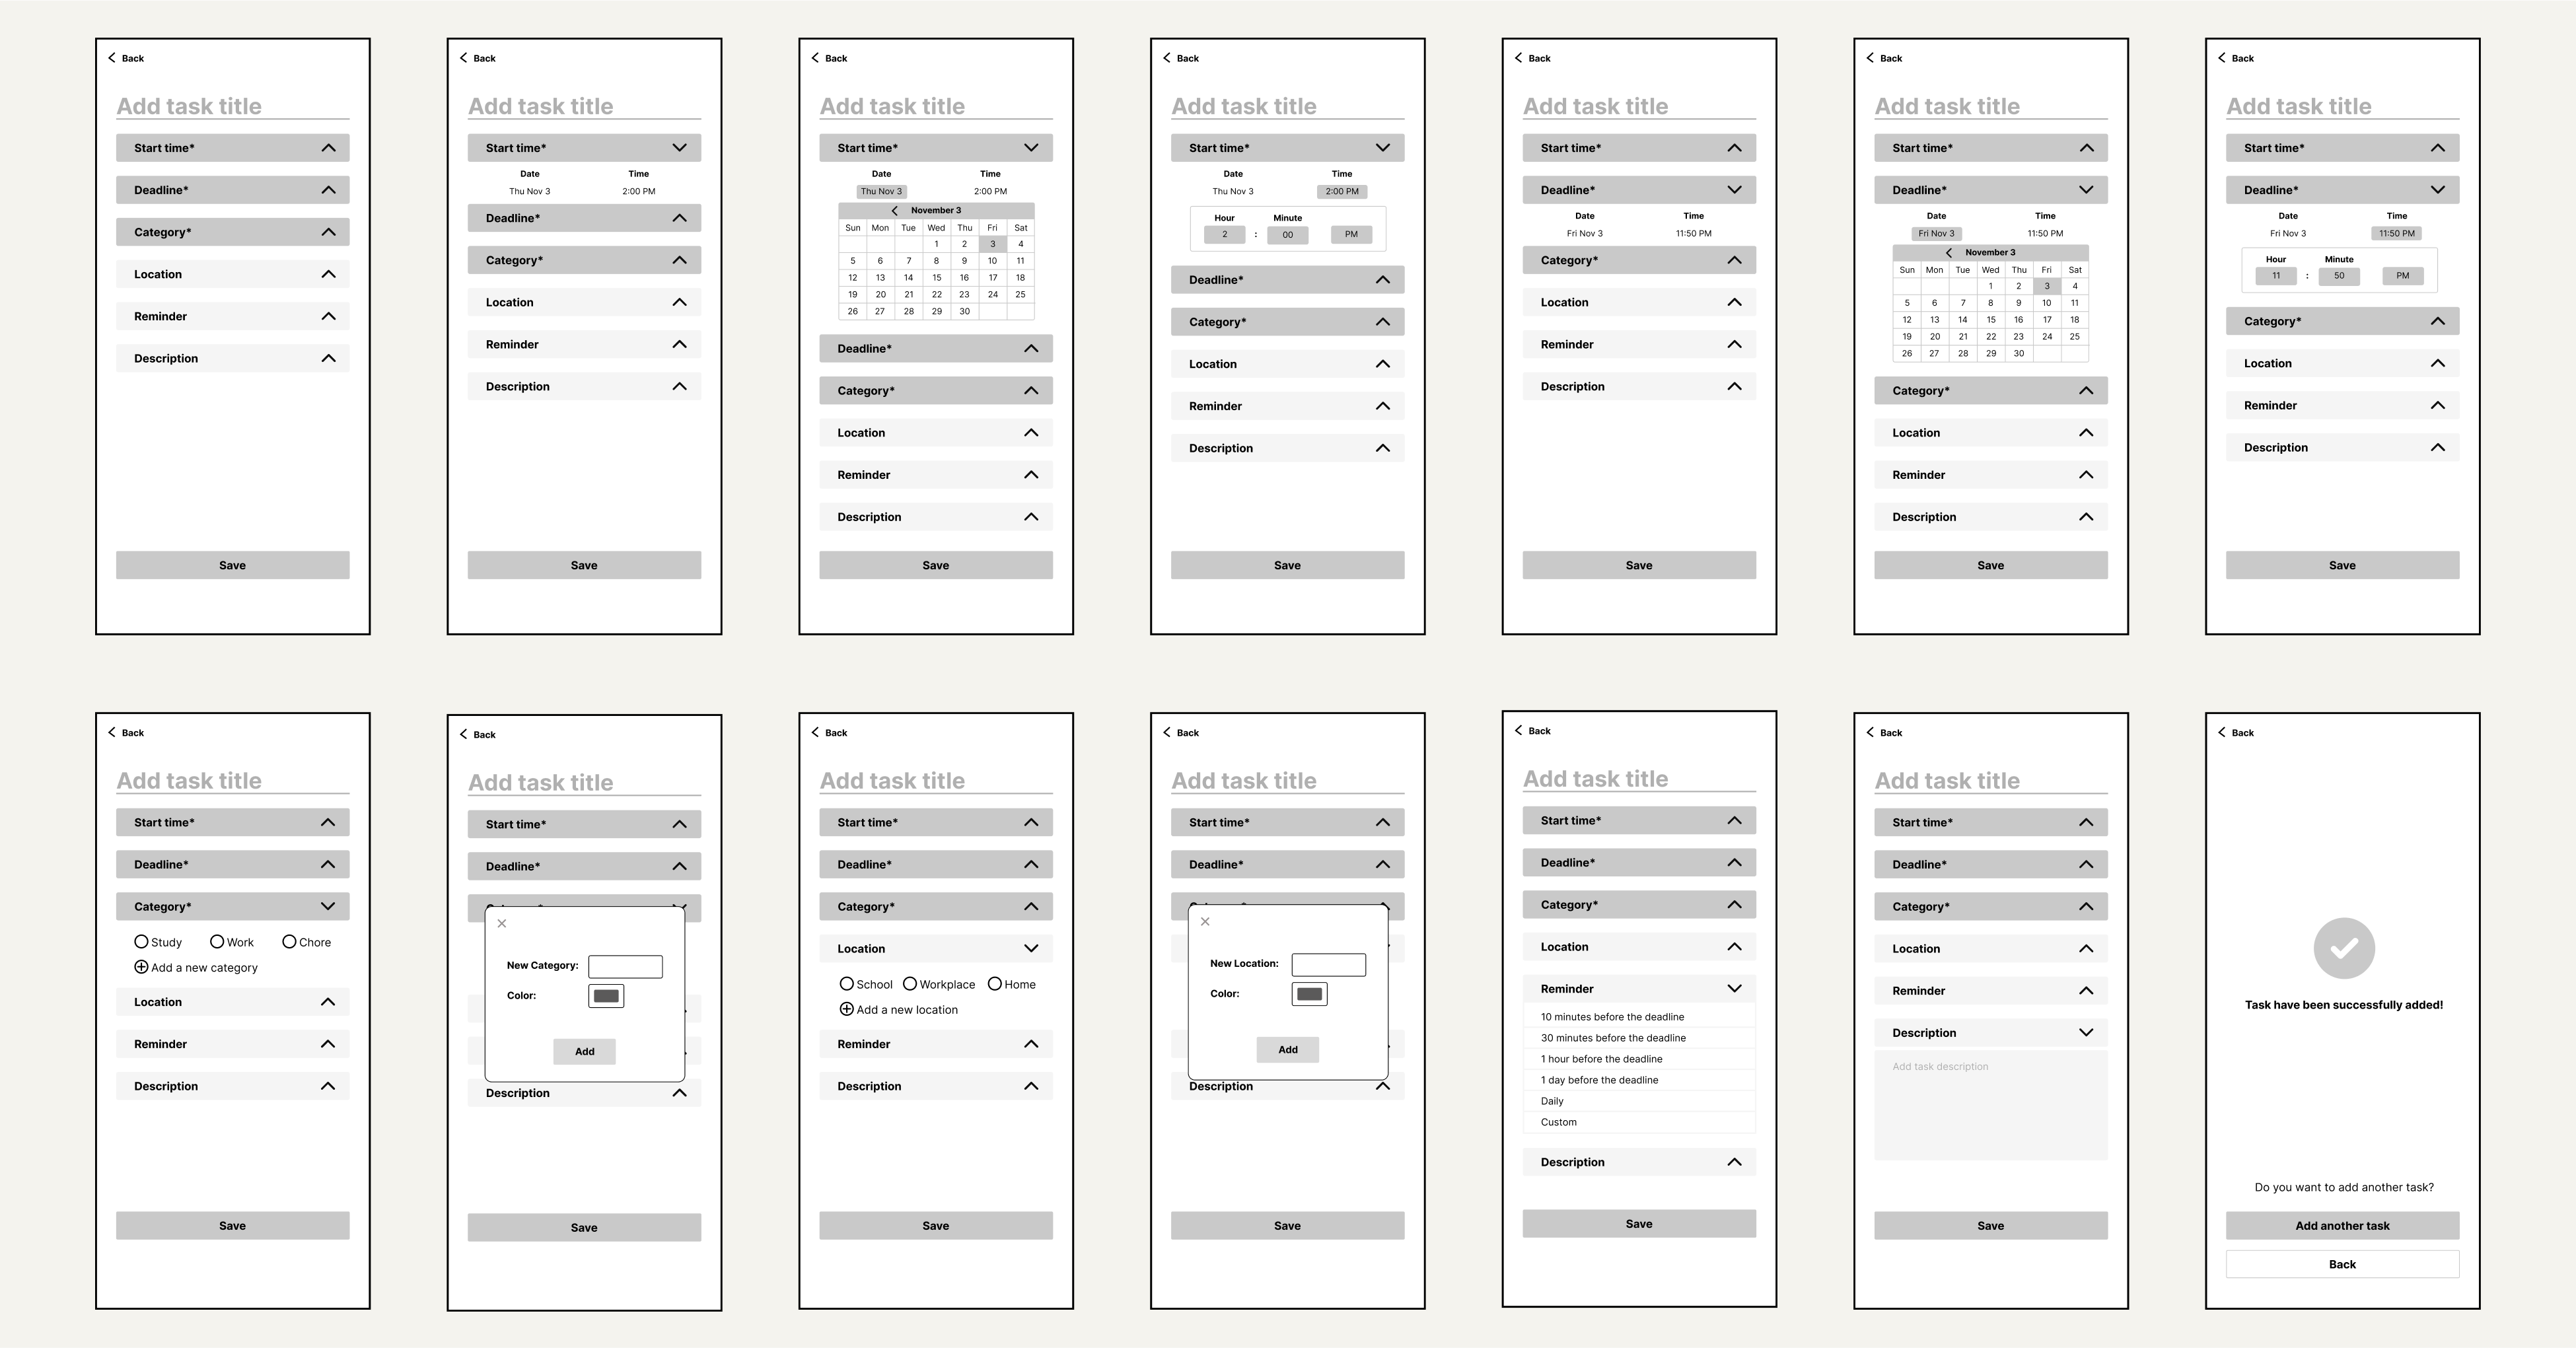 Back
Add task title
Start time*
Deadline*
Category*
Location
Reminder
Description
Save
Back
Add task title
Start time*
Date Time
Thu Nov 3 2:00 PM
Deadline*
Category*
Location
Reminder
Description
Save
Back
Add task title
Start time*
Date Time
Thu Nov 3 2:00 PM
November 3
Sun Mon Tue Wed Thu Fri Sat
1 2 3 4
5 6 7 8 9 10 11
12 13 14 15 16 17 18
19 20 21 22 23 24 25
26 27 28 29 30
Deadline*
Category*
Location
Reminder
Description
Save
Back
Add task title
Start time*
Date Time
Thu Nov 3 2:00 PM
Hour Minute
2 : 00 PM
Deadline*
Category*
Location
Reminder
Description
Save
Back
Add task title
Start time*
Deadline*
Date Time
Fri Nov 3 11:50 PM
Category*
Location
Reminder
Description
Save
Back
Add task title
Start time*
Deadline*
Date Time
Fri Nov 3 11:50 PM
November 3
Sun Mon Tue Wed Thu Fri Sat
1 2 3 4
5 6 7 8 9 10 11
12 13 14 15 16 17 18
19 20 21 22 23 24 25
26 27 28 29 30
Category*
Location
Reminder
Description
Save
Back
Add task title
Start time*
Deadline*
Date Time
Fri Nov 3 11:50 PM
Hour Minute
11 : 50 PM
Category*
Location
Reminder
Description
Save
Back
Add task title
Start time*
Deadline*
Category*
Study Work Chore
Add a new category
Location
Reminder
Description
Save
Back
Add task title
Start time*
Deadline*
New Category:
Color:
Add
Description
Save
Back
Add task title
Start time*
Deadline*
Category*
Location
School Workplace Home
Add a new location
Reminder
Description
Save
Back
Add task title
Start time*
Deadline*
New Location:
Color:
Add
Description
Save
Back
Add task title
Start time*
Deadline*
Category*
Location
Reminder
10 minutes before the deadline
30 minutes before the deadline
1 hour before the deadline
1 day before the deadline
Daily
Custom
Description
Save
Back
Add task title
Start time*
Deadline*
Category*
Location
Reminder
Description
Add task description
Save
Back
Task have been successfully added!
Do you want to add another task?
Add another task
Back